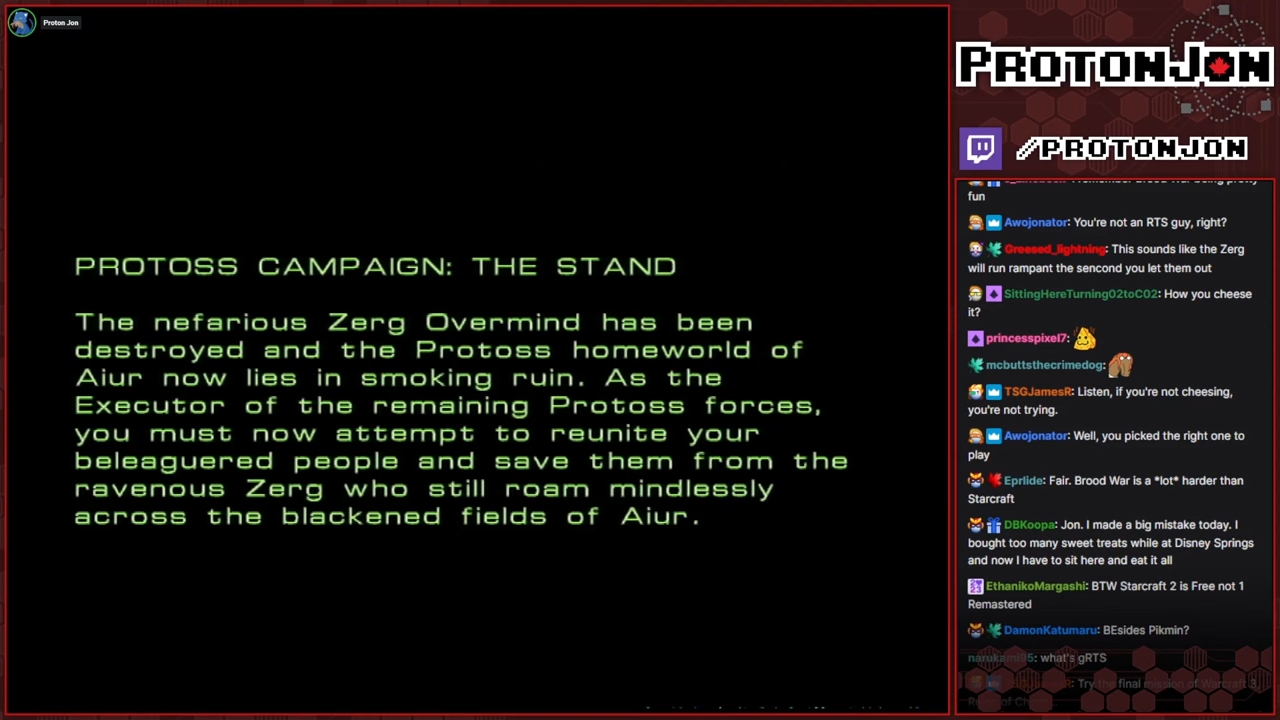 Proton Jon
PROTOSS CAMPAIGN: THE STAND
The nefarious Zerg Overmind has been
destroyed and the Protoss homeworld of
Aiur now lies in smoking ruin. As the
Executor of the remaining Protoss forces,
you must now attempt to reunite your
beleaguered people and save them from the
ravenous Zerg who still roam mindlessly
across the blackened fields of Aiur.
PROTONJON
/PROTONJON
fun
Awojonator: You're not an RTS guy, right?
Greesed_lightning: This sounds like the Zerg
will run rampant the sencond you let them out
SittingHereTurning02toC02: How you cheese
it?
princesspixel7:
mcbuttsthecrimedog:
TSGJamesR: Listen, if you're not cheesing,
you're not trying.
Awojonator: Well, you picked the right one to
play
Eprlide: Fair. Brood War is a *lot* harder than
Starcraft
DBKoopa: Jon. I made a big mistake today. I
bought too many sweet treats while at Disney Springs
and now I have to sit here and eat it all
EthanikoMargashi: BTW Starcraft 2 is Free not 1
Remastered
DamonKatumaru: BEsides Pikmin?
what's gRTS
Try the final mission of Warcraft 3